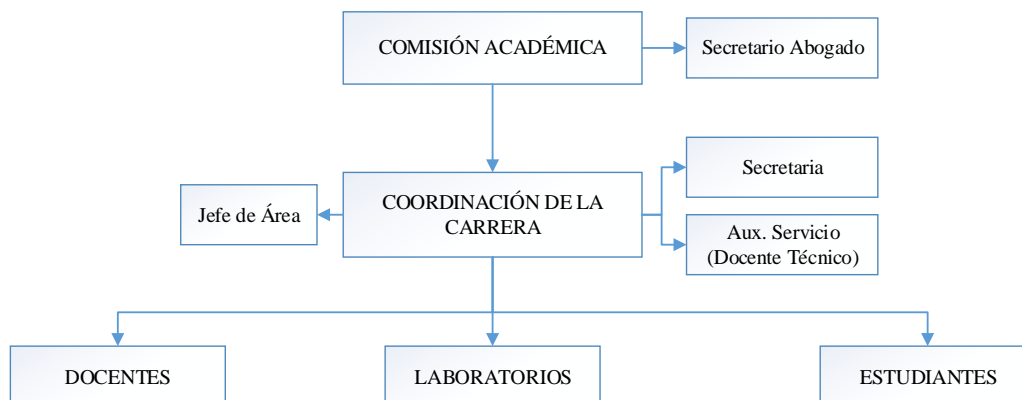 COMISIÓN ACADÉMICA
Secretario Abogado
Secretaria
Jefe de Área
COORDINACIÓN DE LA
CARRERA
Aux. Servicio
(Docente Técnico)
DOCENTES
LABORATORIOS
ESTUDIANTES